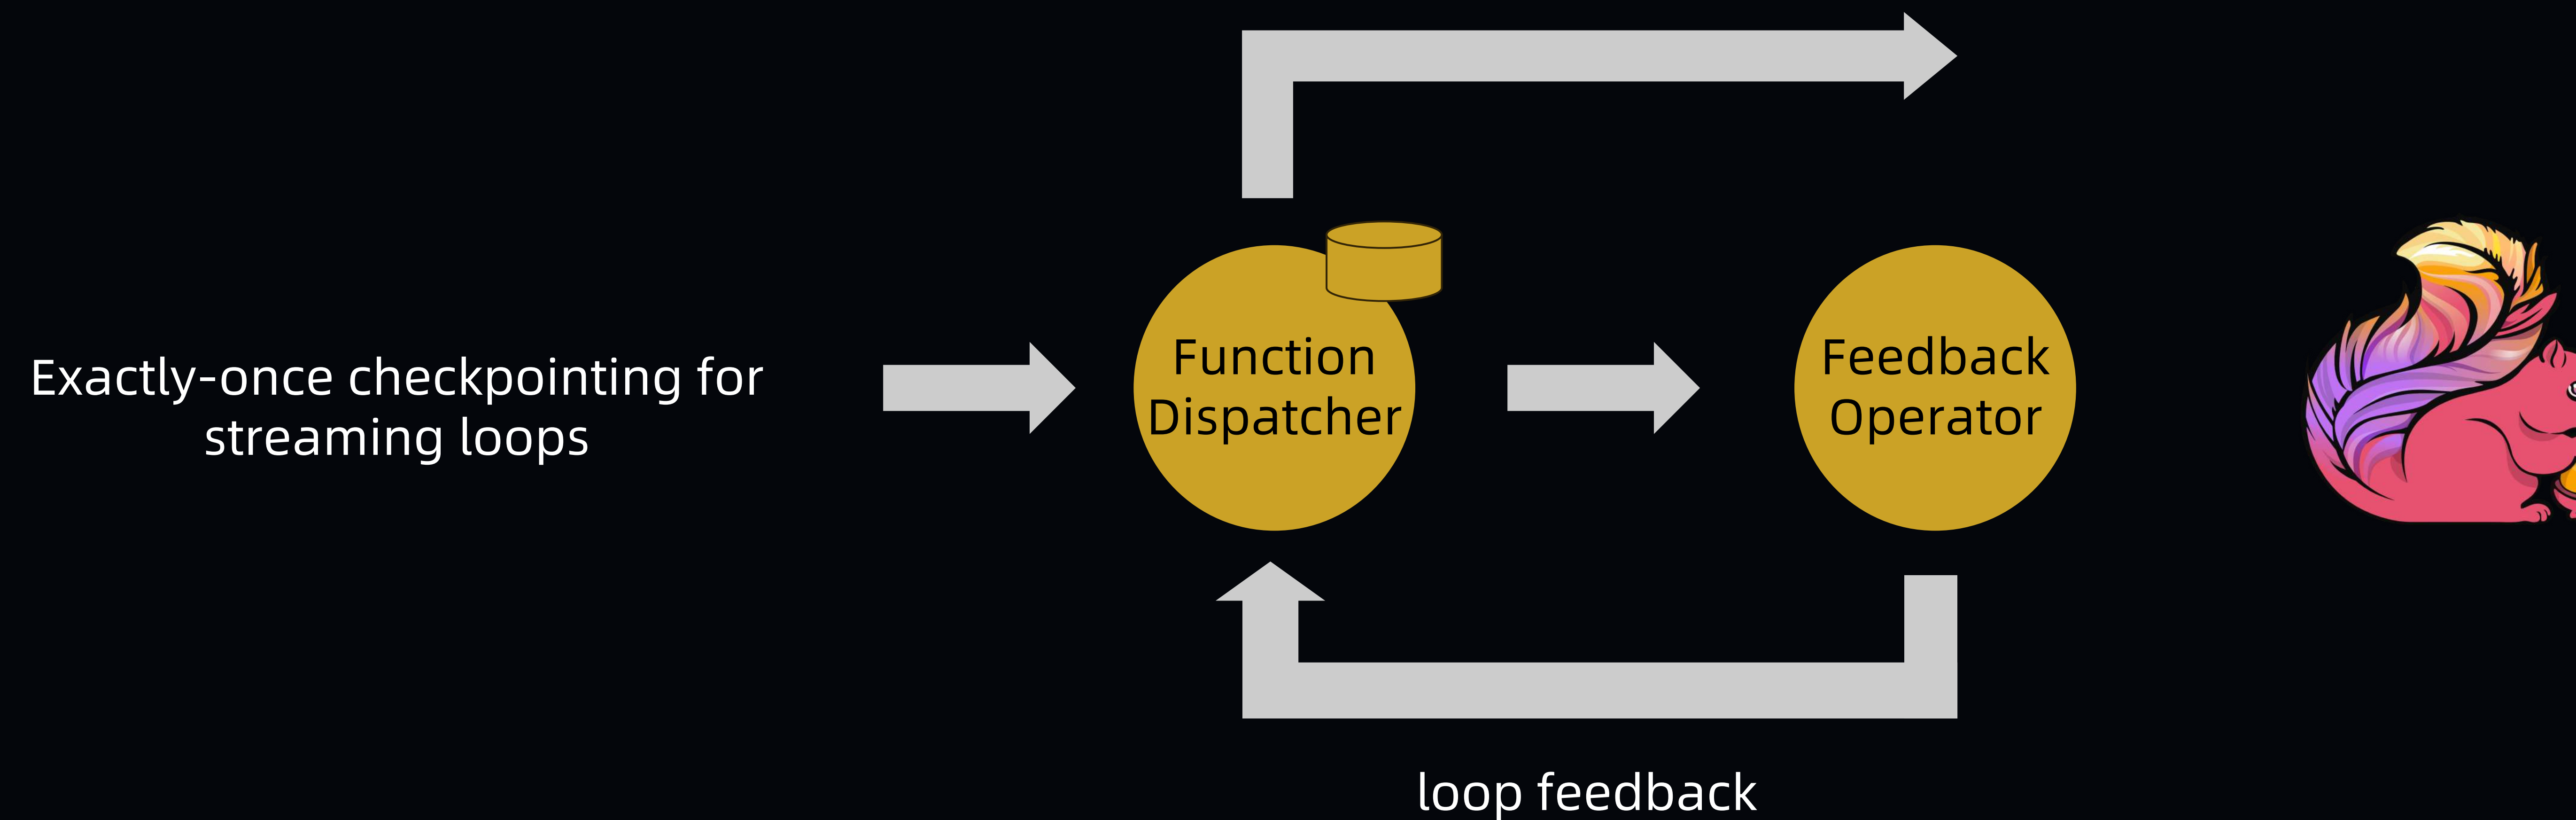 Exactly-once checkpointing for
streaming loops
Function
Dispatcher
Feedback
Operator
loop feedback